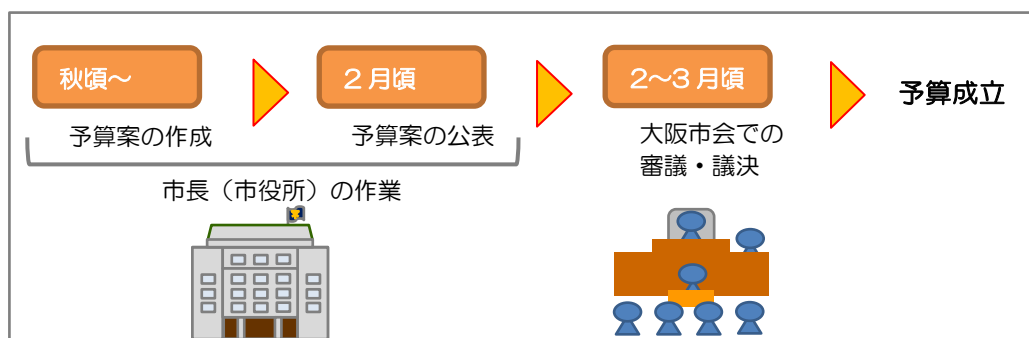 秋頃～
２月頃
２～３月頃
予算成立
予算案の作成
予算案の公表
大阪市会での
審議・議決
市長（市役所）の作業